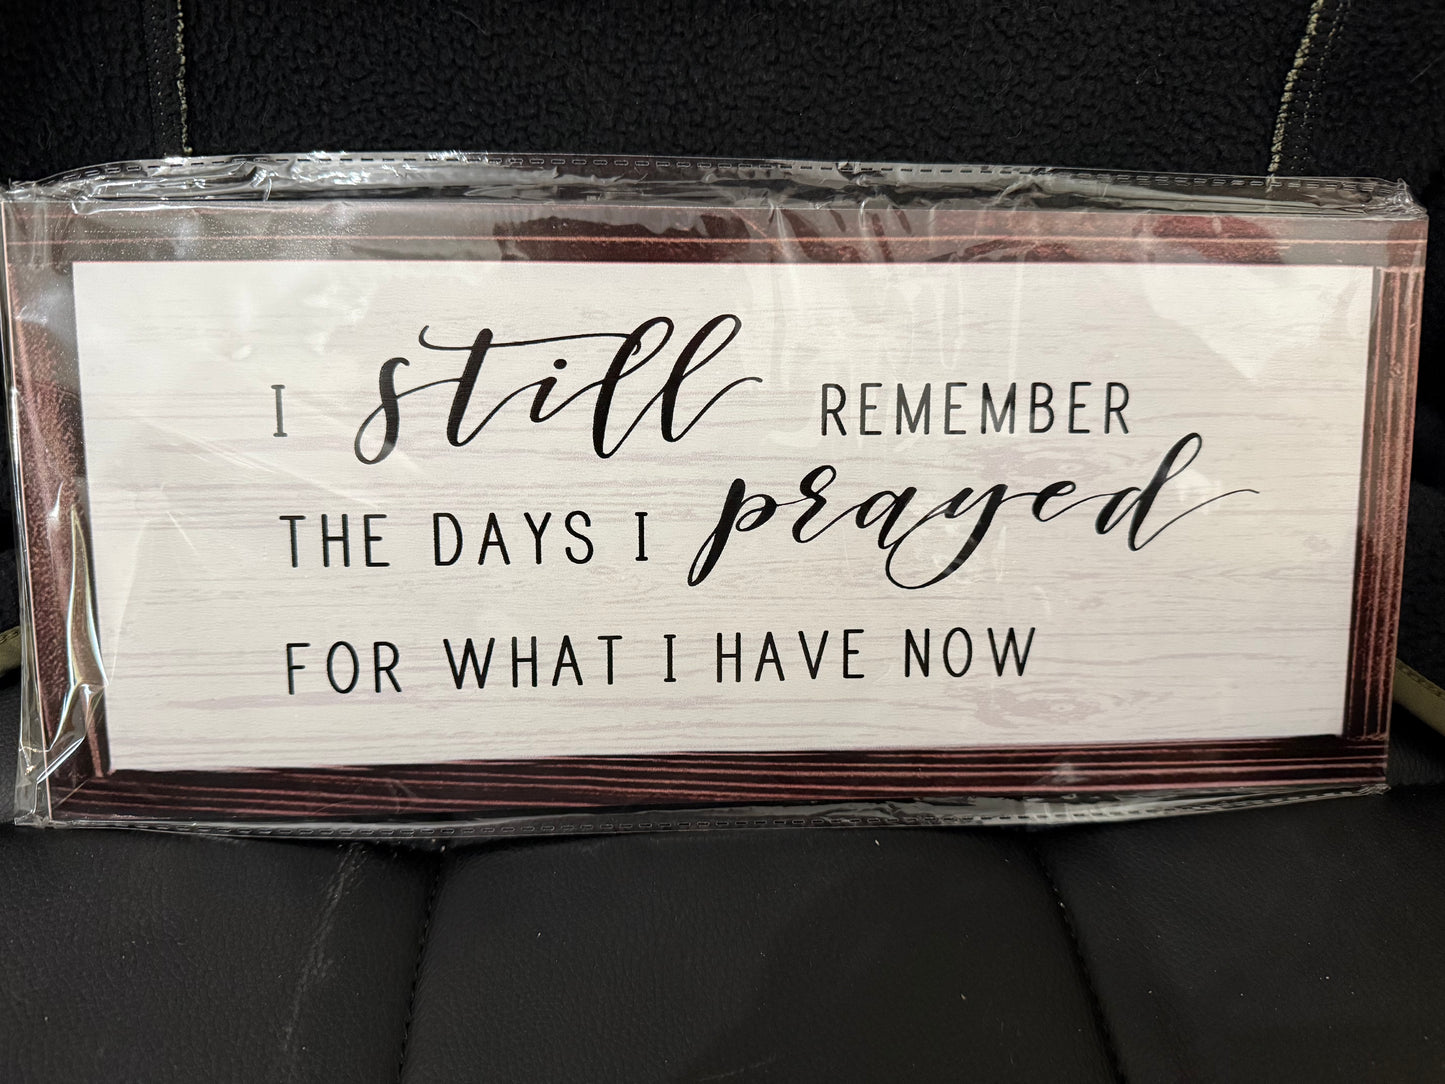 I still REMEMBER
THE DAYS I prayed
FOR WHAT I HAVE NOW